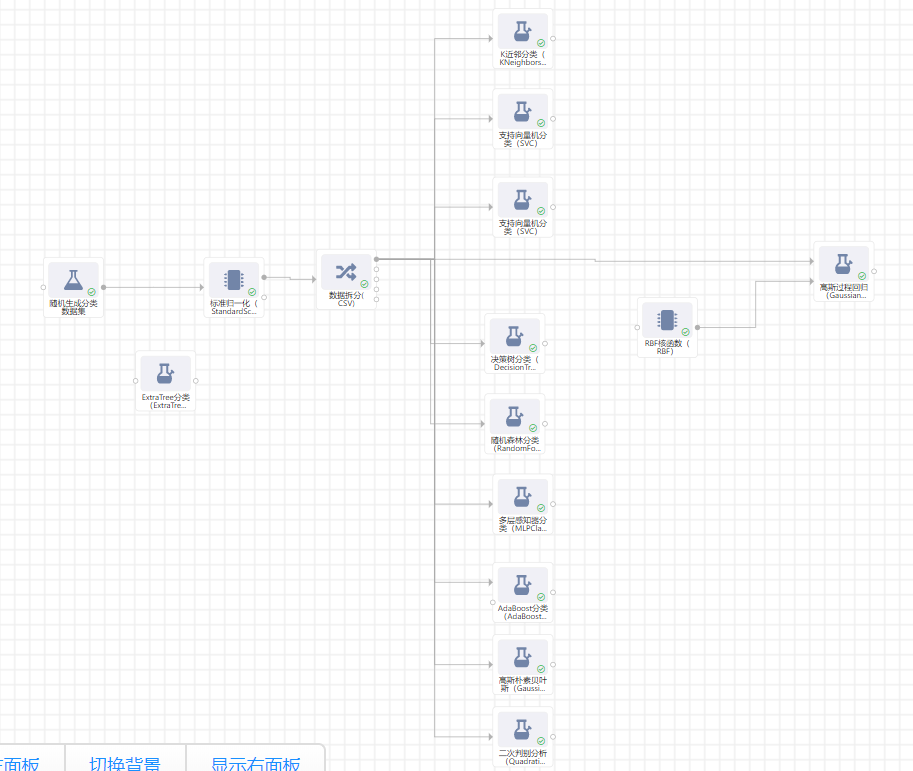 K近邻分类（
KNeighbors...
支持向量机分
类（SVC）
支持向量机分
类（SVC）
随机生成分类
数据集
标准归一化（
StandardSc...
数据拆分(
CSV)
高斯过程回归
(Gaussian...
RBF核函数（
RBF）
决策树分类（
DecisionTr...
ExtraTree分类
（ExtraTre...
随机森林分类
（RandomFo...
多层感知器分
类（MLPCla...
AdaBoost分类
（AdaBoost...
高斯朴素贝叶
斯（Gaussi...
二次判别分析
（Quadrati...
面板
切换背景
显示右面板